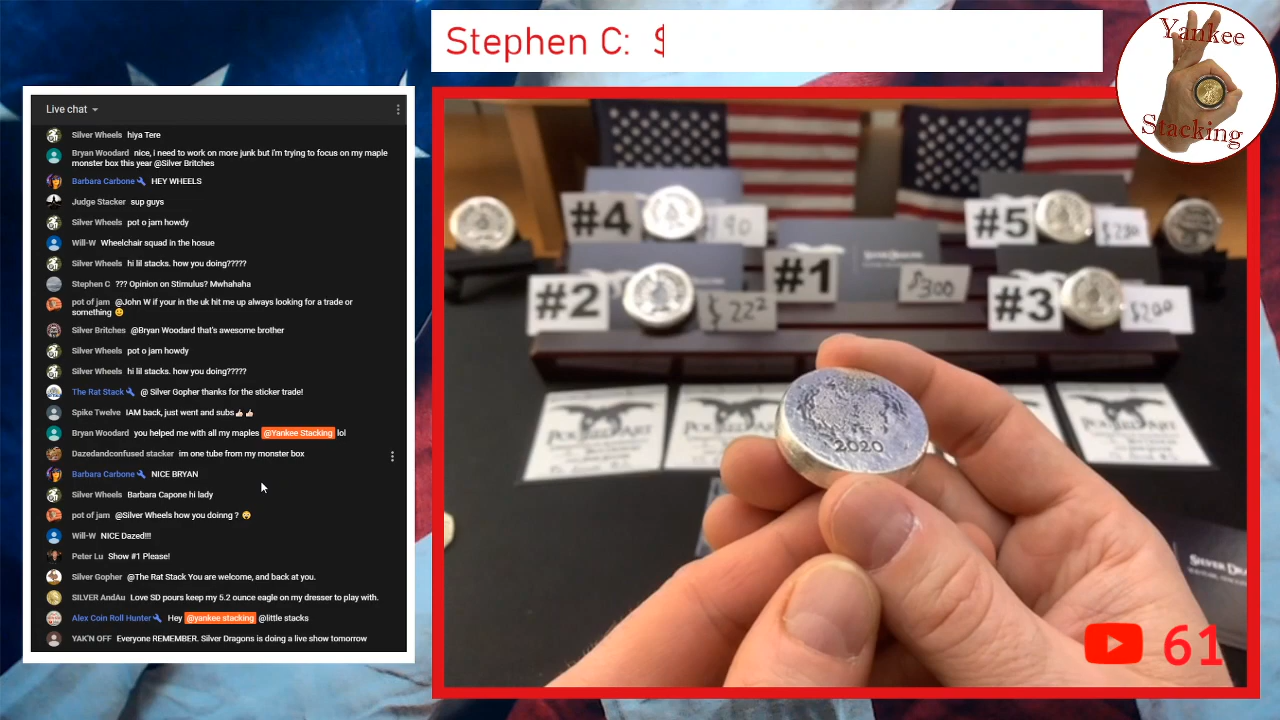 Stephen C: $
Yankee
Stacking
Live chat
Silver Wheels hiya Tere
Bryan Woodard nice, i need to work on more junk but i'm trying to focus on my maple
monster box this year @Silver Britches
Barbara Carbone HEY WHEELS
Judge Stacker sup guys
Silver Wheels pot o jam howdy
Will-W Wheelchair squad in the hosue
Silver Wheels hi lil stacks. how you doing?????
Stephen C ??? Opinion on Stimulus? Mwhahaha
pot of jam @John W if your in the uk hit me up always looking for a trade or
something
Silver Britches @Bryan Woodard that's awesome brother
Silver Wheels pot o jam howdy
Silver Wheels hi lil stacks. how you doing?????
The Rat Stack @ Silver Gopher thanks for the sticker trade!
Spike Twelve IAM back, just went and subs
Bryan Woodard you helped me with all my maples @Yankee Stacking lol
Dazedandconfused stacker im one tube from my monster box
Barbara Carbone NICE BRYAN
Silver Wheels Barbara Capone hi lady
pot of jam @Silver Wheels how you doinng ?
Will-W NICE Dazed!!!
Peter Lu Show #1 Please!
Silver Gopher @The Rat Stack You are welcome, and back at you.
SILVER AndAu Love SD pours keep my 5.2 ounce eagle on my dresser to play with.
Alex Coin Roll Hunter Hey @yankee stacking @little stacks
YAK'N OFF Everyone REMEMBER. Silver Dragons is doing a live show tomorrow
#4
#5
#1
$300
#2
#3
2020
61